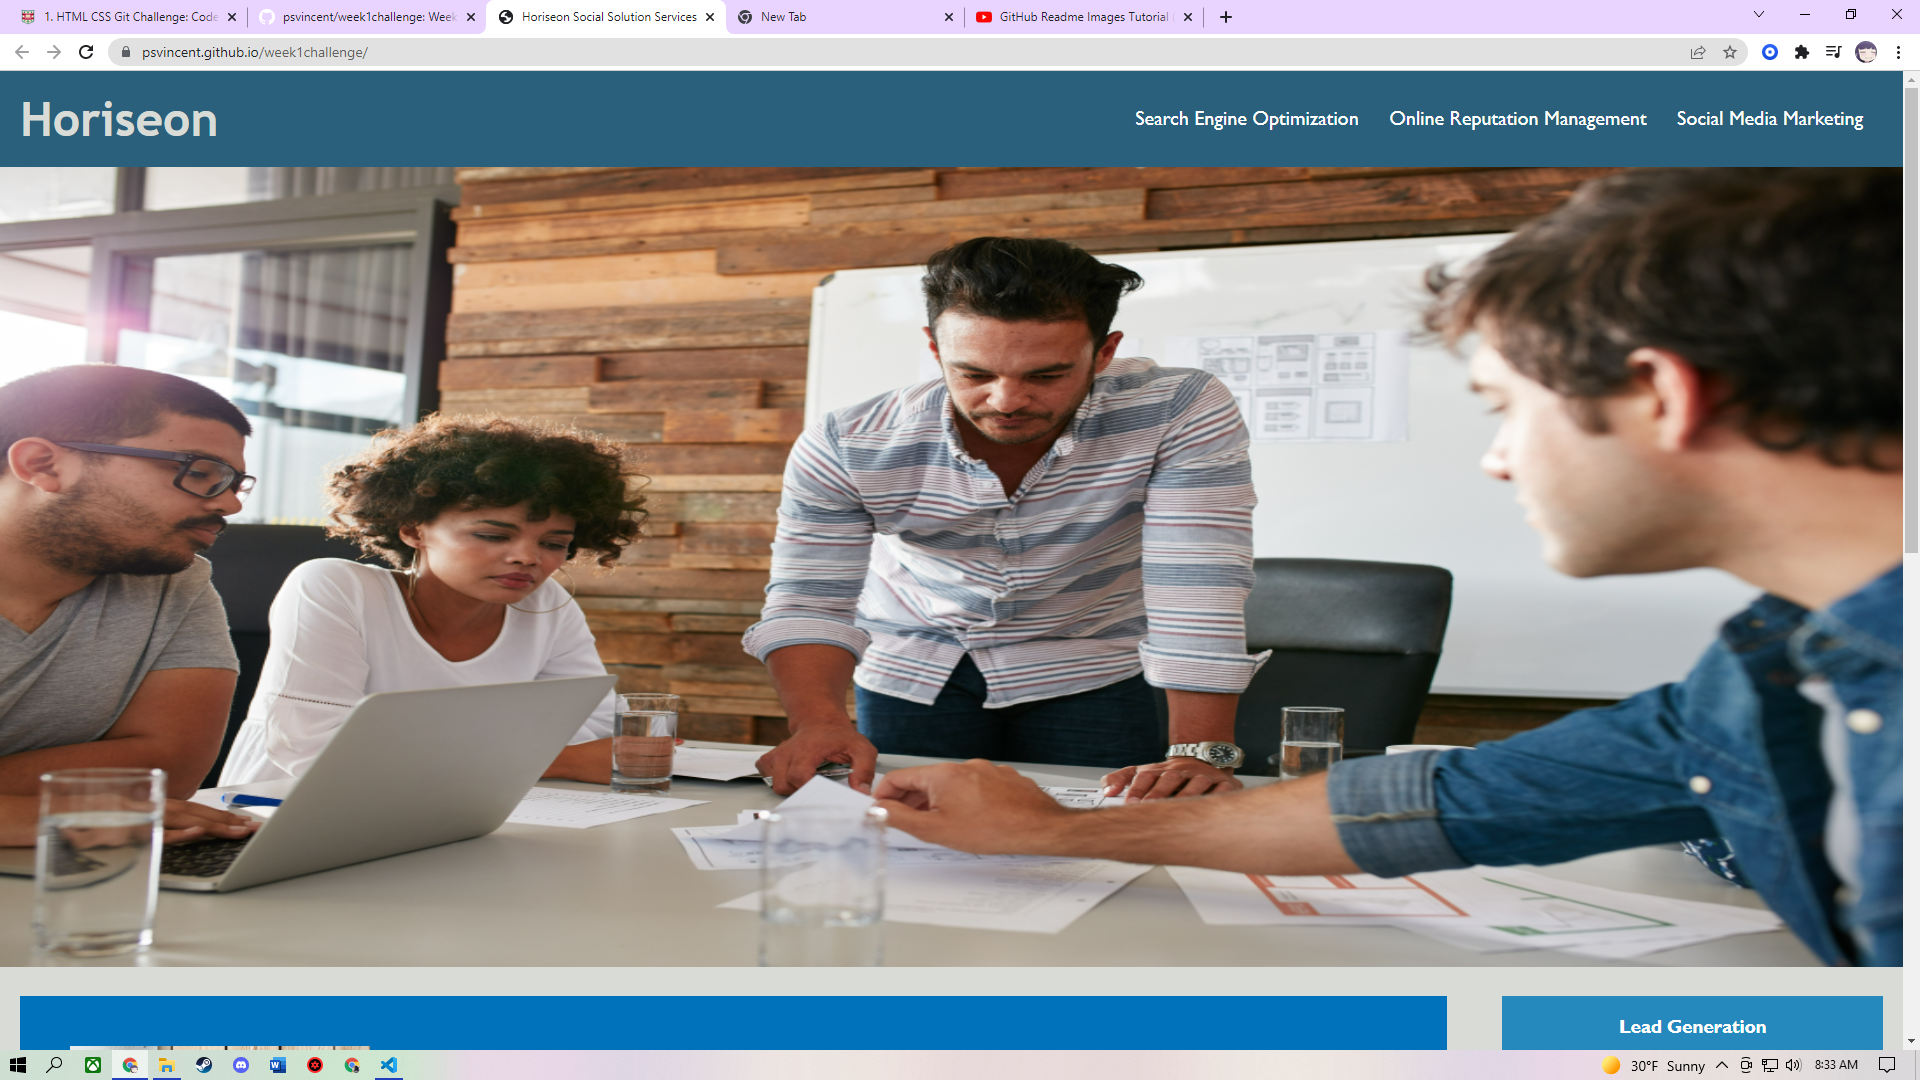 1. HTML CSS Git Challenge: Code
psvincent/week1challenge: Week
Horiseon Social Solution Services
New Tab
GitHub Readme Images Tutorial
psvincent.github.io/week1challenge/
Horiseon
Search Engine Optimization
Online Reputation Management
Social Media Marketing
Lead Generation
30°F Sunny
8:33 AM